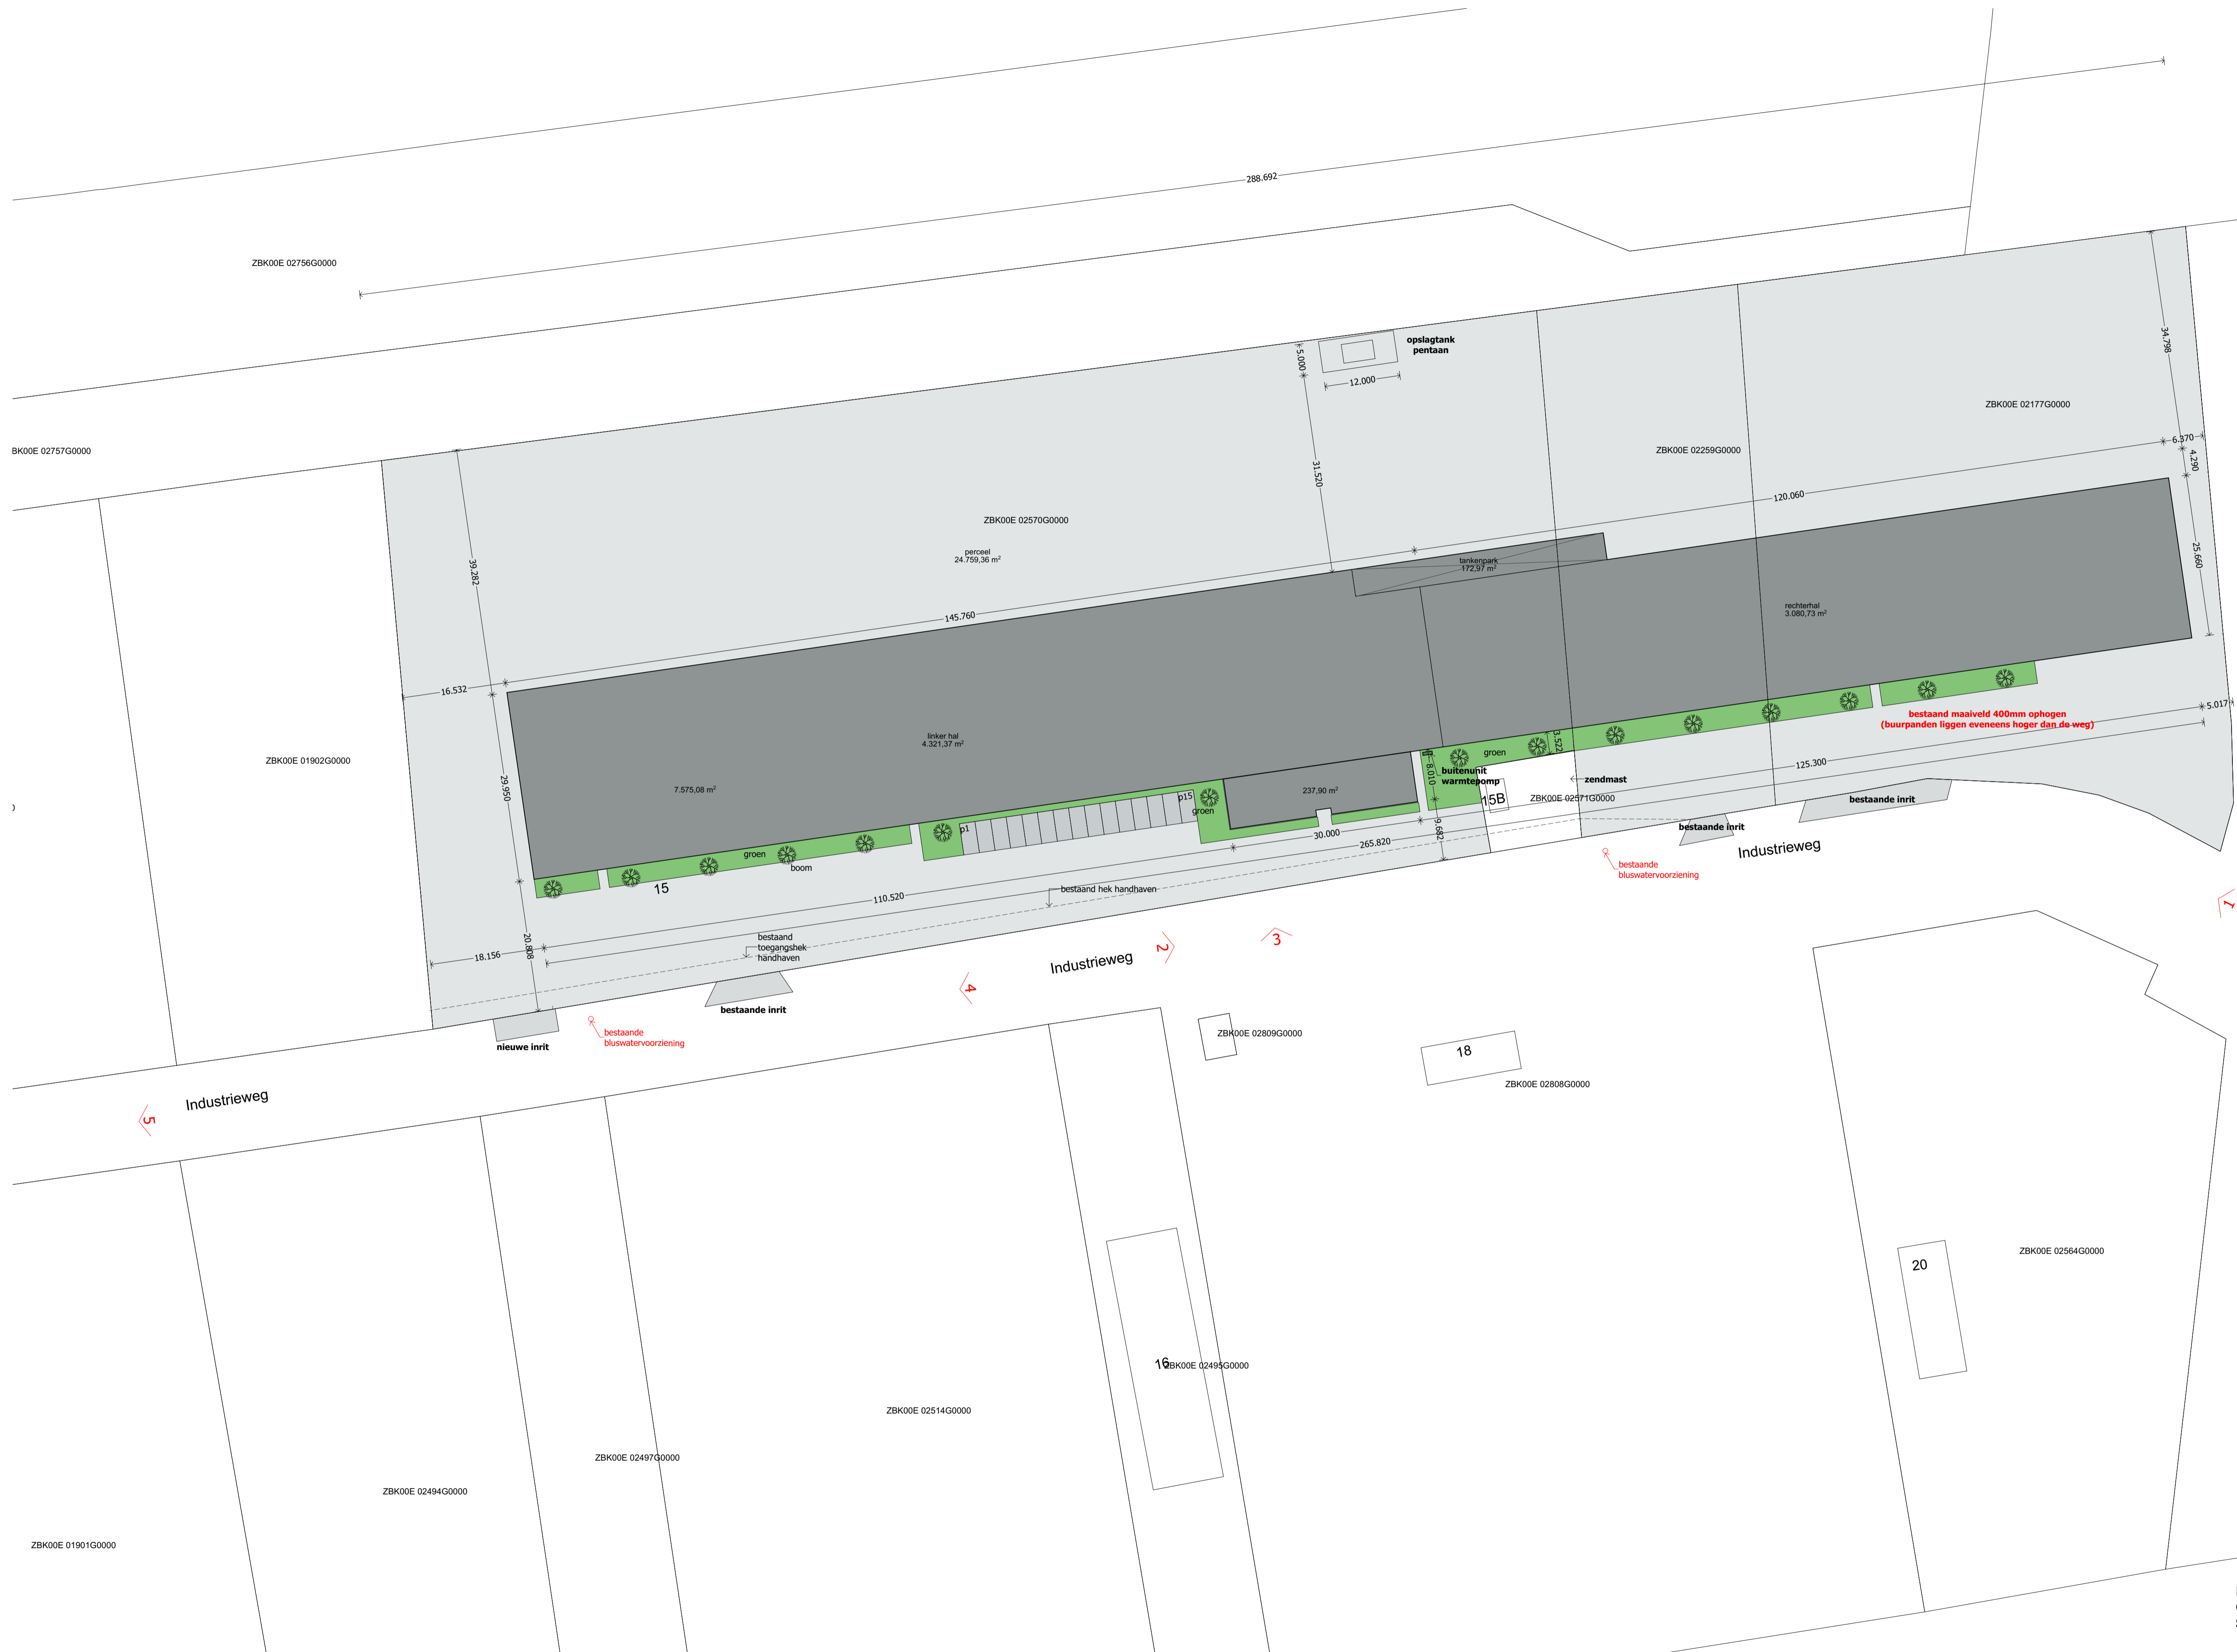 288.692
ZBK00E 02756G0000
opslagtank
pentaan
5.000
12.000
34.798
ZBK00E 02177G0000
BK00E 02757G0000
ZBK00E 02259G0000
6.370
4.290
31.520
120.060
ZBK00E 02570G0000
perceel
24.759,36 m²
39.282
tankenpark
172,97 m²
25.660
145.760
rechterhal
3.080,73 m²
16.532
linker hal
4.321,37 m²
bestaand maaiveld 400mm ophogen
(buurpanden liggen eveneens hoger dan de weg)
5.017
3.522
groen
ZBK00E 01902G0000
125.300
buitenunit
warmtepomp
8.010
zendmast
29.950
7.575,08 m²
237,90 m²
p15
groen
15B
ZBK00E 02571G0000
bestaande inrit
p1
9.682
bestaande inrit
30.000
265.820
Industrieweg
groen
boom
bestaande
bluswatervoorziening
15
bestaand hek handhaven
110.520
1
bestaand
toegangshek
handhaven
20.808
18.156
2
3
Industrieweg
4
bestaande inrit
nieuwe inrit
bestaande
bluswatervoorziening
ZBK00E 02809G0000
18
ZBK00E 02808G0000
Industrieweg
5
ZBK00E 02564G0000
20
16
ZBK00E 02495G0000
ZBK00E 02514G0000
ZBK00E 02497G0000
ZBK00E 02494G0000
ZBK00E 01901G0000